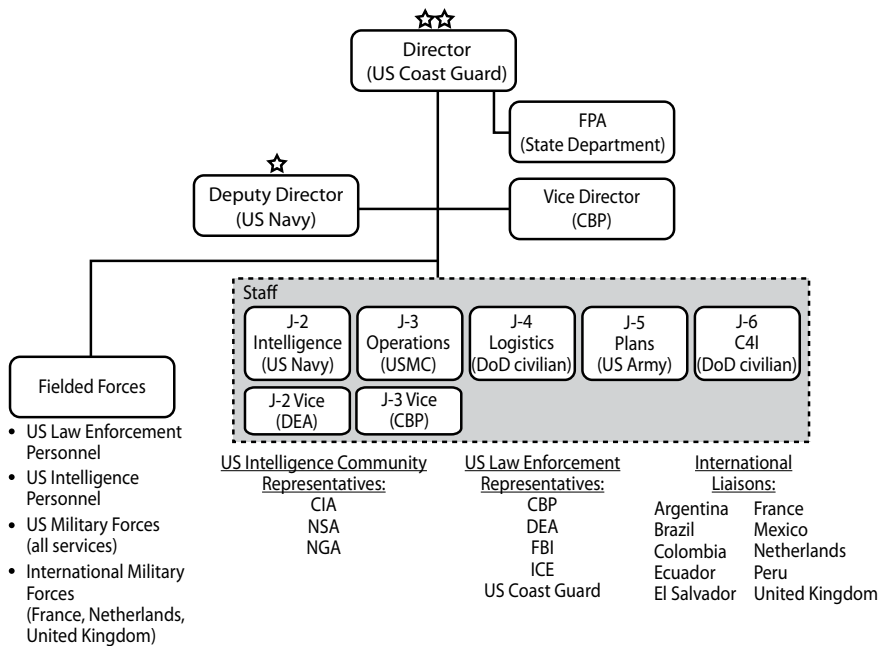 Director
(US Coast Guard)
FPA
(State Department)
Deputy Director
(US Navy)
Vice Director
(CBP)
Staff
J-2
Intelligence
(US Navy)
J-3
Operations
(USMC)
J-4
Logistics
(DoD civilian)
J-5
Plans
(US Army)
J-6
C4I
(DoD civilian)
J-2 Vice
(DEA)
J-3 Vice
(CBP)
Fielded Forces
• US Law Enforcement
Personnel
• US Intelligence
Personnel
• US Military Forces
(all services)
• International Military
Forces
(France, Netherlands,
United Kingdom)
US Intelligence Community
Representatives:
CIA
NSA
NGA
US Law Enforcement
Representatives:
CBP
DEA
FBI
ICE
US Coast Guard
International
Liaisons:
Argentina France
Brazil Mexico
Colombia Netherlands
Ecuador Peru
El Salvador United Kingdom